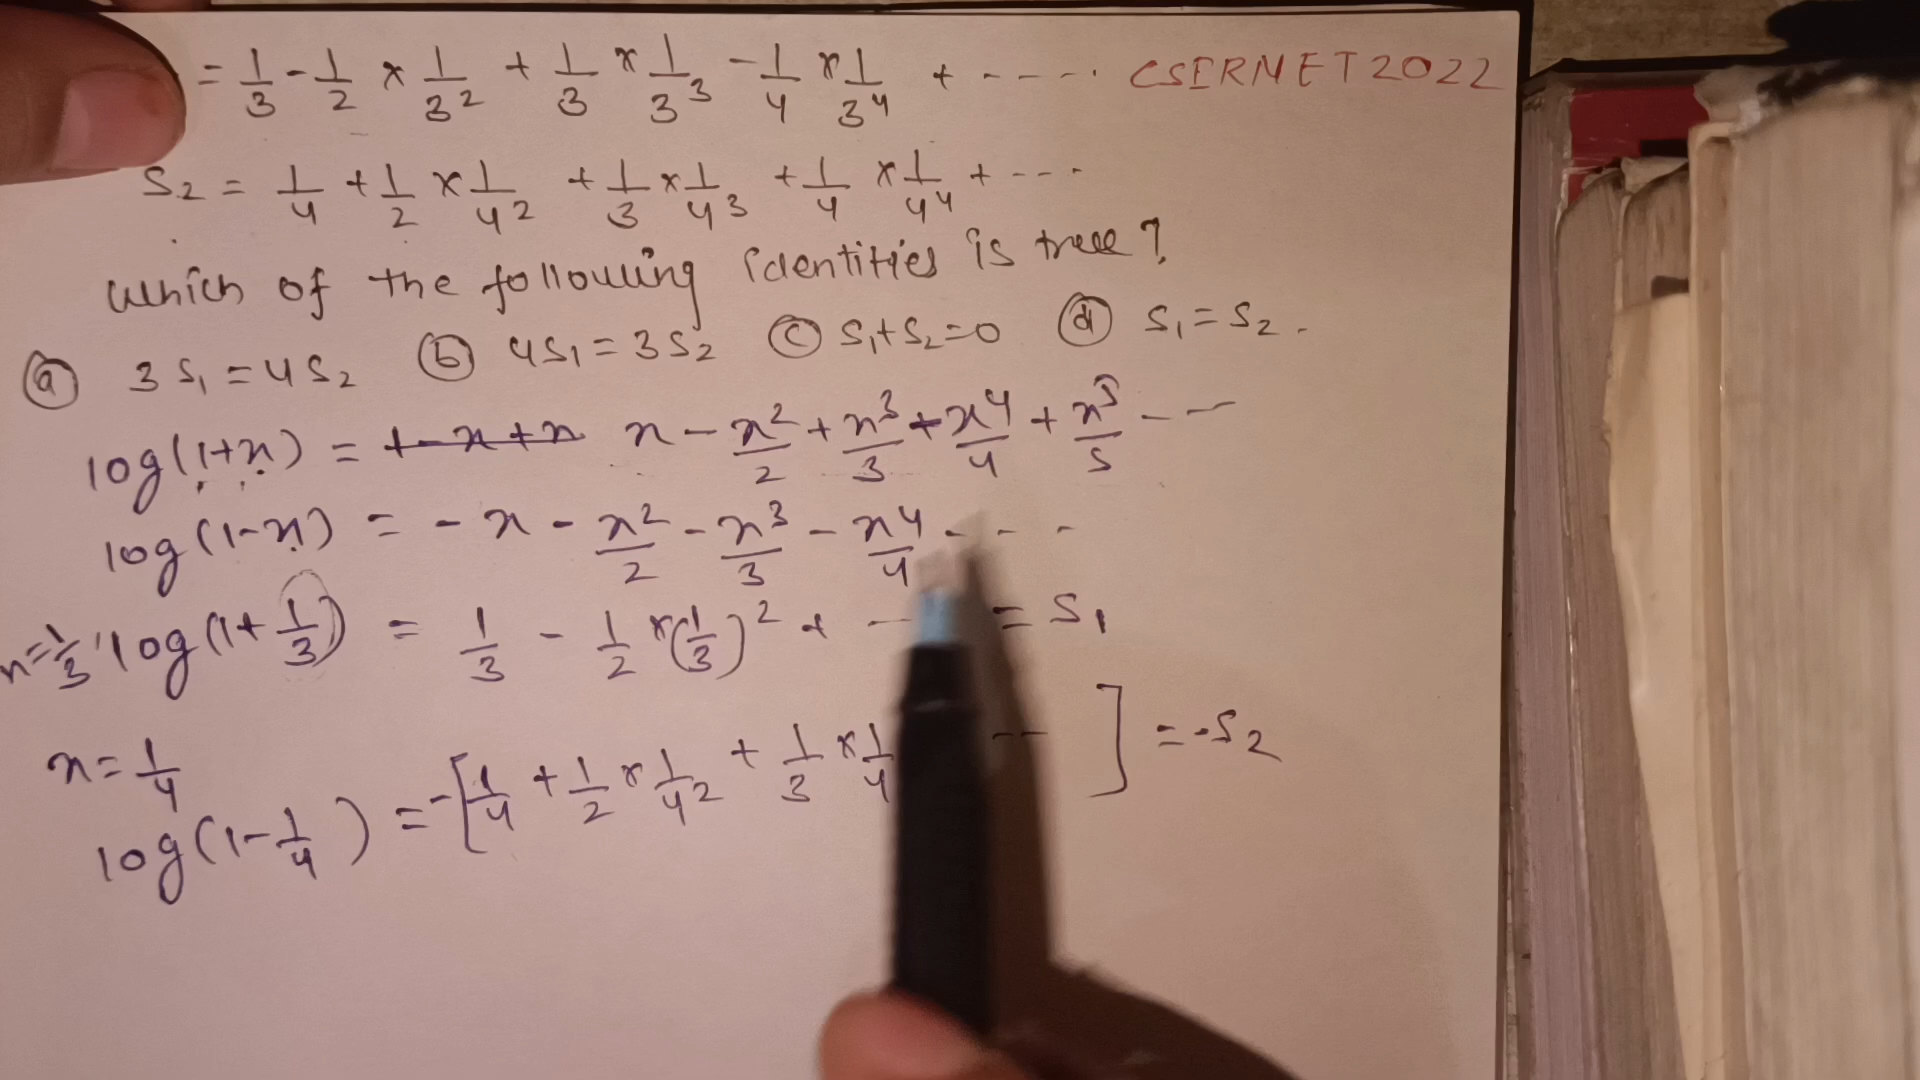 = 1/3 - 1/2 × 1/3² + 1/3 × 1/3³ - 1/4 × 1/3⁴ + ---- CSIRNET2022
S₂ = 1/4 + 1/2 × 1/4² + 1/3 × 1/4³ + 1/4 × 1/4⁴ + ---
which of the following identities is true?
(a) 3S₁ = 4S₂ (b) 4S₁ = 3S₂ (c) S₁+S₂=0 (d) S₁ = S₂.
log(1+x) = x - x²/2 + x³/3 + x⁴/4 + x⁵/5 ---
log(1-x) = - x - x²/2 - x³/3 - x⁴/4 - - -
x=1/3 log(1+1/3) = 1/3 - 1/2 × (1/3)² + -- = S₁
x = 1/4
log(1-1/4) = -[1/4 + 1/2 × 1/4² + 1/3 × 1/4 -- ] = -S₂